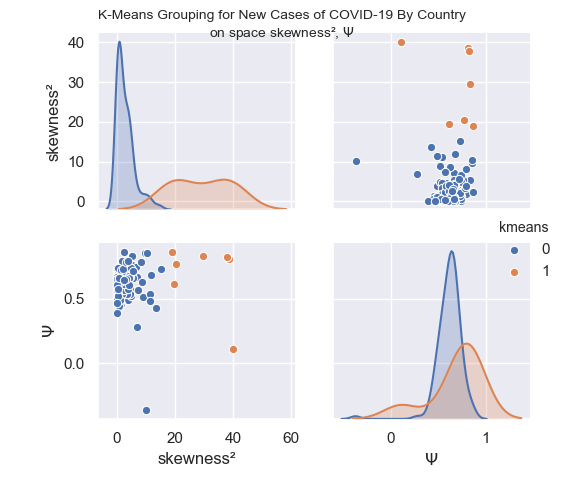 K-Means Grouping for New Cases of COVID-19 By Country
on space skewness², Ψ
40
30
20
10
0
skewness²
kmeans
0
1
0.5
0.0
Ψ
0
20
40
60
skewness²
0
1
Ψ